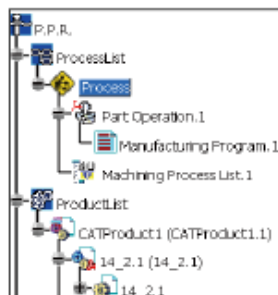 P.P.R.
ProcessList
Process
Part Operation.1
Manufacturing Program.1
Machining Process List.1
ProductList
CATProduct1 (CATProduct1.1)
14_2.1 (14_2.1)
14_2.1